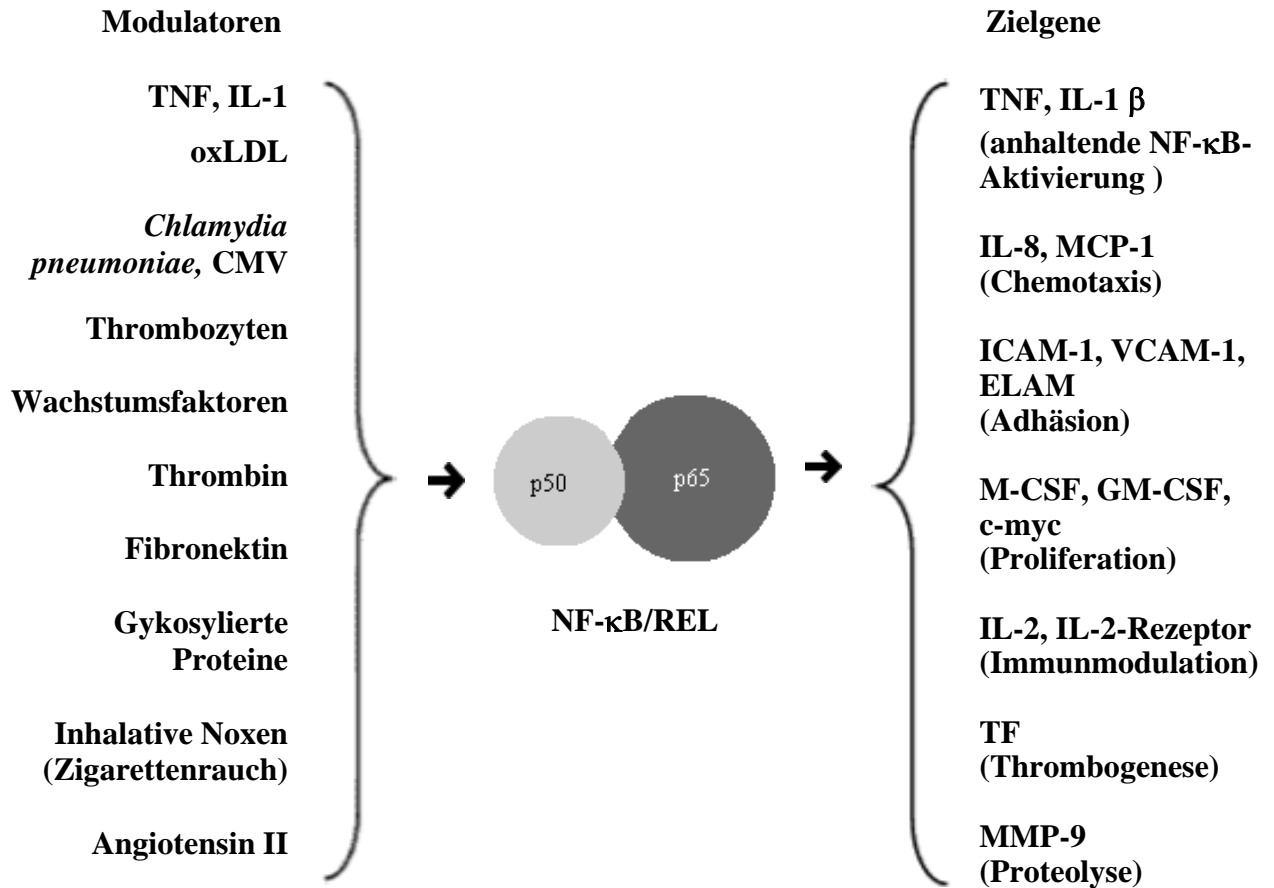 Modulatoren
TNF, IL-1
oxLDL
Chlamydia
pneumoniae, CMV
Thrombozyten
Wachstumsfaktoren
Thrombin
Fibronektin
Gykosylierte
Proteine
Inhalative Noxen
(Zigarettenrauch)
Angiotensin II
p50
p65
NF-κB/REL
Zielgene
TNF, IL-1 β
(anhaltende NF-κB-
Aktivierung )
IL-8, MCP-1
(Chemotaxis)
ICAM-1, VCAM-1,
ELAM
(Adhäsion)
M-CSF, GM-CSF,
c-myc
(Proliferation)
IL-2, IL-2-Rezeptor
(Immunmodulation)
TF
(Thrombogenese)
MMP-9
(Proteolyse)